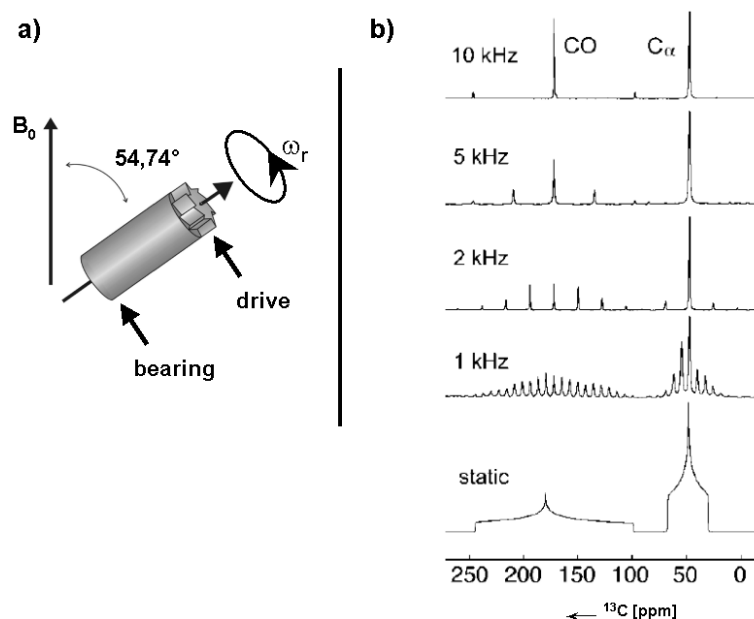 a)
B0
54,74°
ωr
drive
bearing
b)
10 kHz
CO
Cα
5 kHz
2 kHz
1 kHz
static
250 200 150 100 50 0
← ¹³C [ppm]